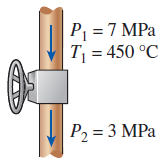 P₁ = 7 MPa
T₁ = 450 °C
P₂ = 3 MPa